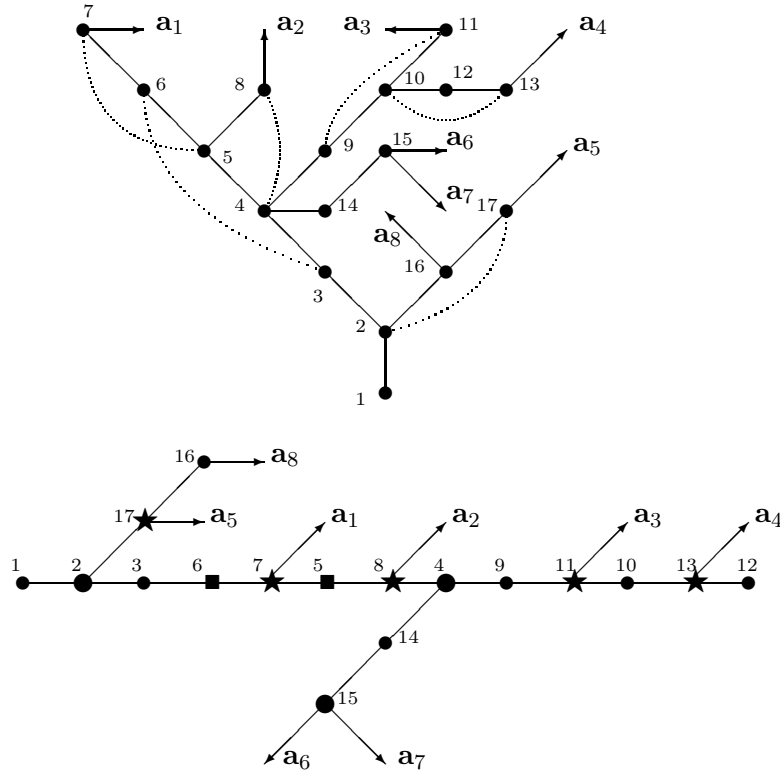 7 a₁ 8 a₂ a₃ 11 a₄
6 10 12 13
5 9 15 a₆ a₅
4 14 a₇ 17
a₈ 16
3
2
1
16 a₈
17 a₅ a₁ a₂ a₃ a₄
1 2 3 6 7 5 8 4 9 11 10 13 12
14
15
a₆ a₇